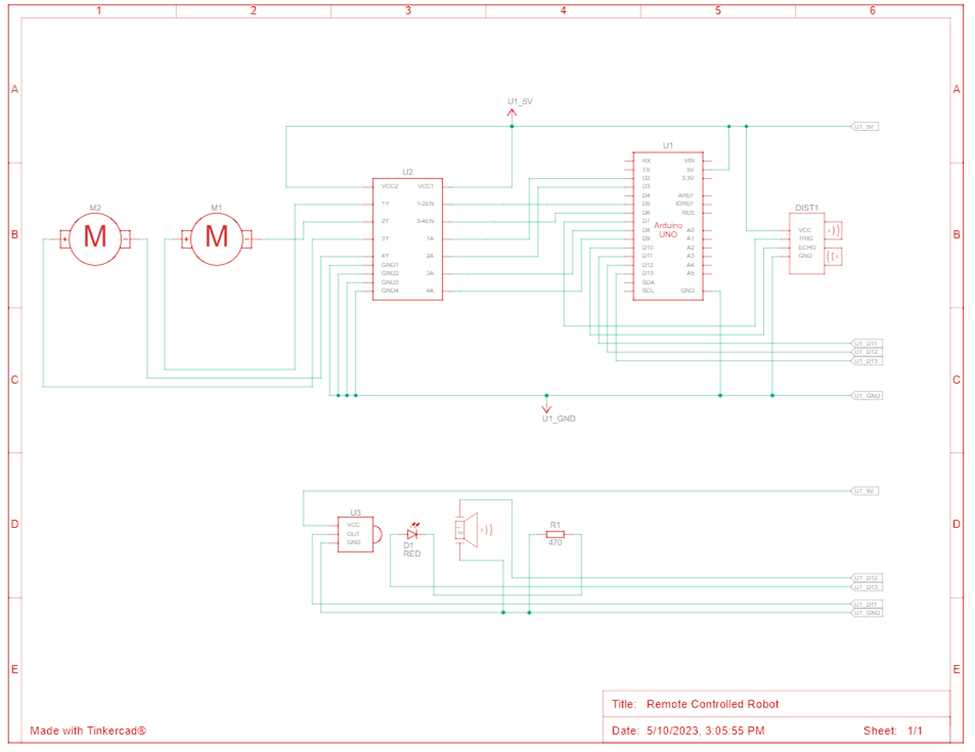 1 2 3 4 5 6
A A
U1_5V
U1_5V
U1
U2
RX VIN
TX 5V
D2 3.3V
D3
D4 AREF
D5 IOREF
D6 RES
D7
D8 A0
D9 A1
D10 A2
D11 A3
D12 A4
D13 A5
SDA
SCL GND
Arduino
UNO
VCC2 VCC1
1Y 1-2EN
2Y 3-4EN
3Y 1A
4Y 2A
GND1
GND2 3A
GND3
GND4 4A
M2 M1
M M
+ - + -
B B
DIST1
VCC
TRIG
ECHO
GND
U1_D11
U1_D12
U1_D13
C C
U1_GND
U1_GND
U1_5V
U3
VCC
OUT
GND
D1
RED
R1
470
D D
U1_D12
U1_D13
U1_D11
U1_GND
E E
Title: Remote Controlled Robot
Made with Tinkercad®
Date: 5/10/2023, 3:05:55 PM Sheet: 1/1